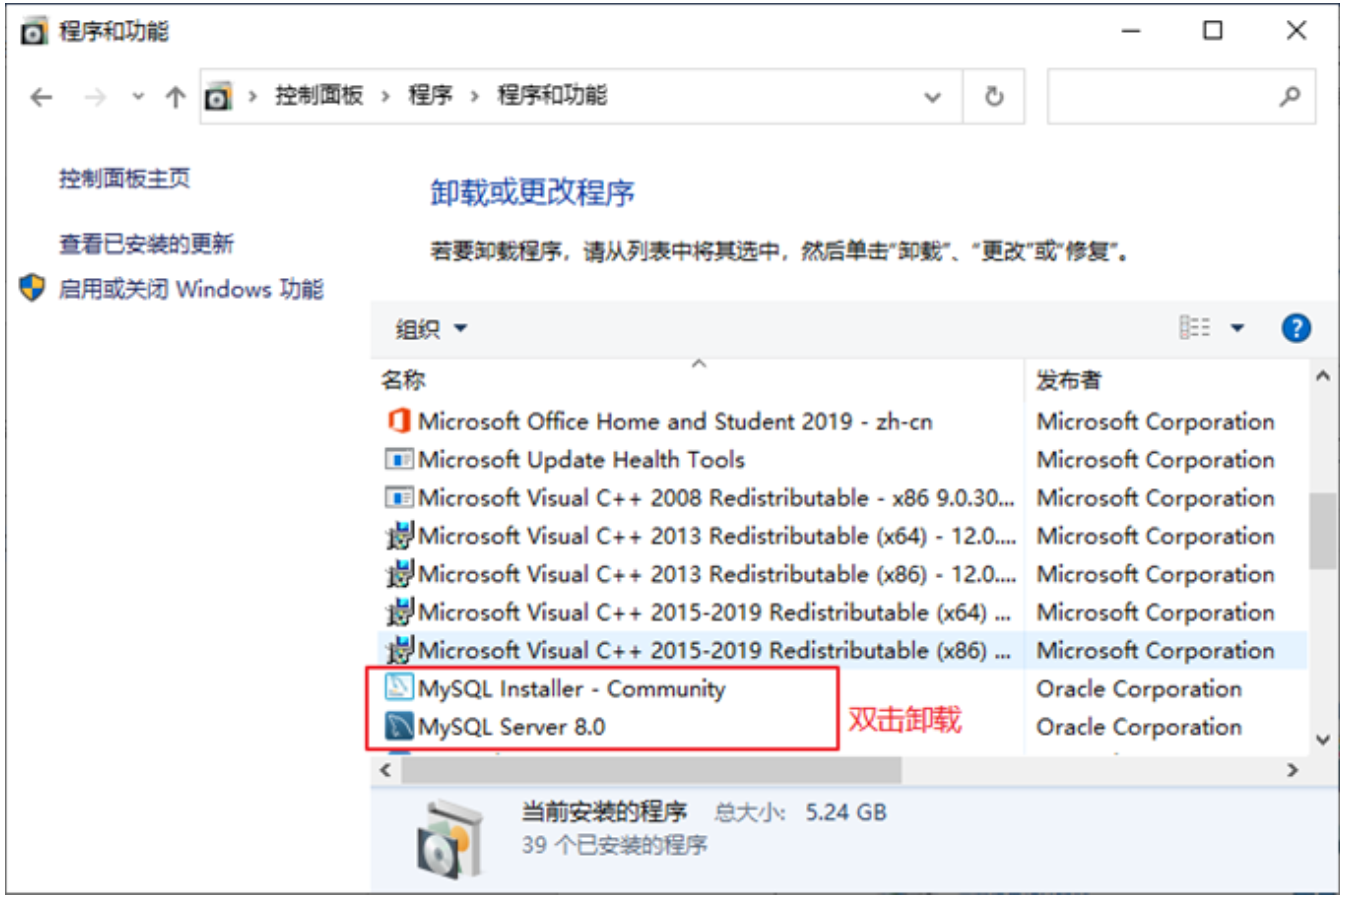 程序和功能
控制面板 › 程序 › 程序和功能
控制面板主页
查看已安装的更新
启用或关闭 Windows 功能
卸载或更改程序
若要卸载程序，请从列表中将其选中，然后单击“卸载”、“更改”或“修复”。
组织
名称 发布者
Microsoft Office Home and Student 2019 - zh-cn Microsoft Corporation
Microsoft Update Health Tools Microsoft Corporation
Microsoft Visual C++ 2008 Redistributable - x86 9.0.30... Microsoft Corporation
Microsoft Visual C++ 2013 Redistributable (x64) - 12.0.... Microsoft Corporation
Microsoft Visual C++ 2013 Redistributable (x86) - 12.0.... Microsoft Corporation
Microsoft Visual C++ 2015-2019 Redistributable (x64) ... Microsoft Corporation
Microsoft Visual C++ 2015-2019 Redistributable (x86) ... Microsoft Corporation
MySQL Installer - Community Oracle Corporation
MySQL Server 8.0 Oracle Corporation
双击卸载
当前安装的程序 总大小: 5.24 GB
39 个已安装的程序